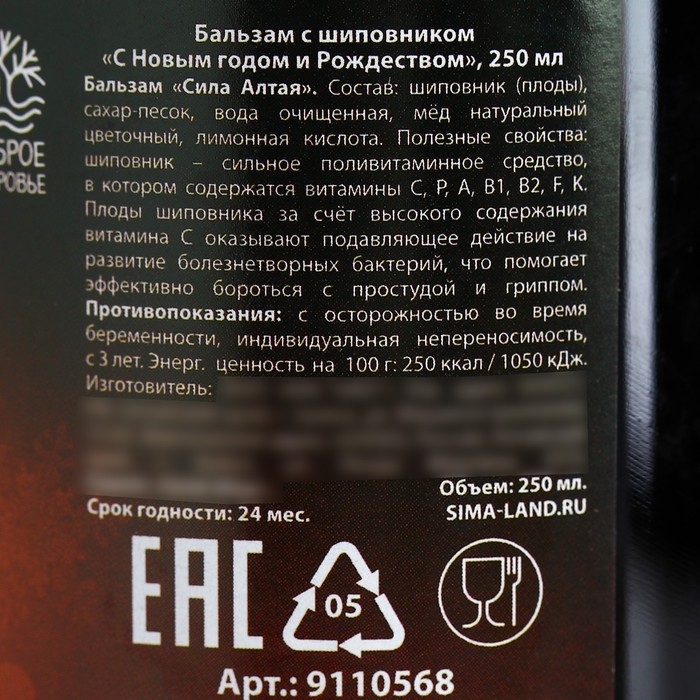 Бальзам с шиповником
«С Новым годом и Рождеством», 250 мл
Бальзам «Сила Алтая». Состав: шиповник (плоды),
сахар-песок, вода очищенная, мёд натуральный
цветочный, лимонная кислота. Полезные свойства:
шиповник – сильное поливитаминное средство,
в котором содержатся витамины С, Р, А, В1, В2, F, К.
Плоды шиповника за счёт высокого содержания
витамина С оказывают подавляющее действие на
развитие болезнетворных бактерий, что помогает
эффективно бороться с простудой и гриппом.
Противопоказания: с осторожностью во время
беременности, индивидуальная непереносимость,
с 3 лет. Энерг. ценность на 100 г: 250 ккал / 1050 кДж.
Изготовитель:
Объем: 250 мл.
Срок годности: 24 мес.
SIMA-LAND.RU
ЕАС
05
Арт.: 9110568